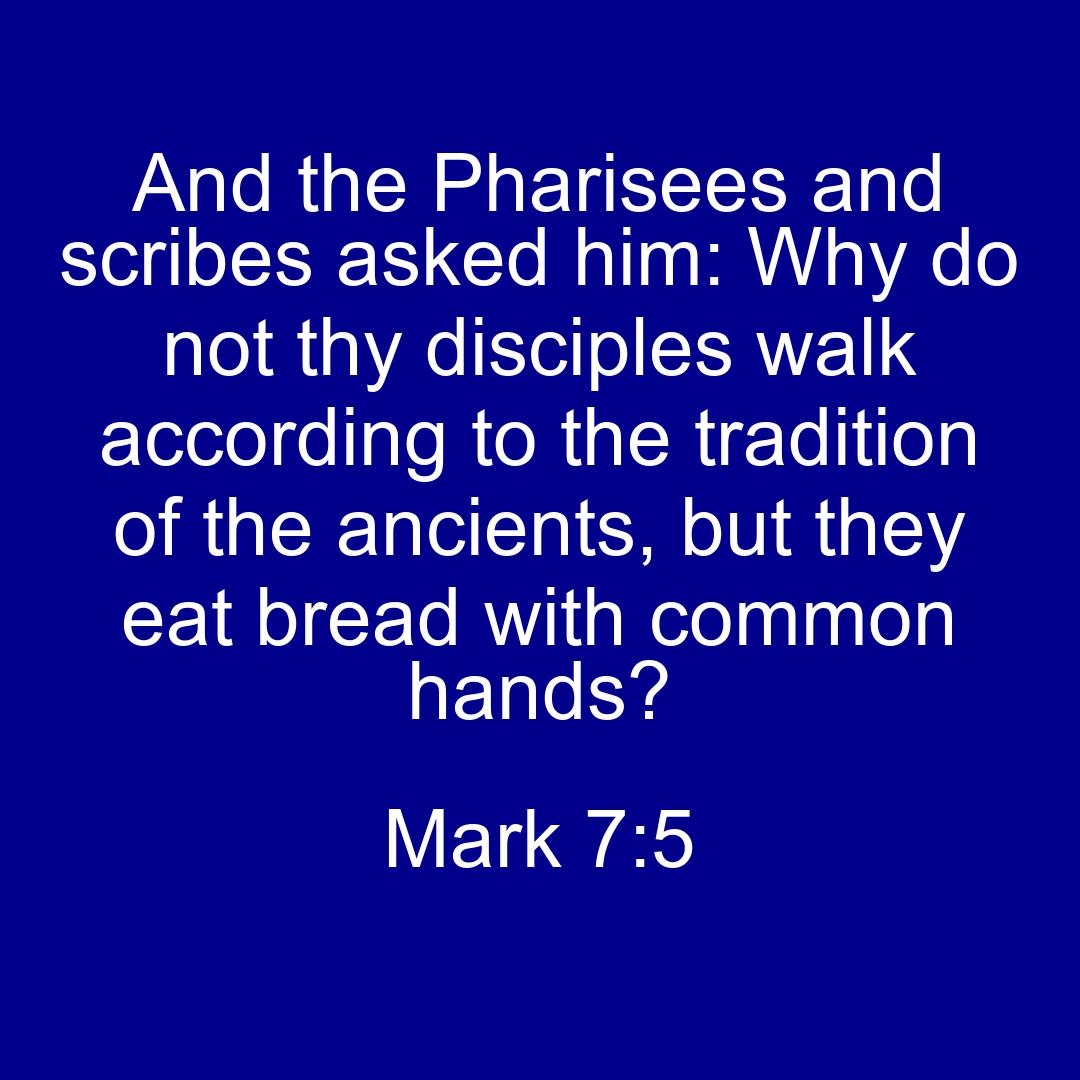 And the Pharisees and
scribes asked him: Why do
not thy disciples walk
according to the tradition
of the ancients, but they
eat bread with common
hands?
Mark 7:5